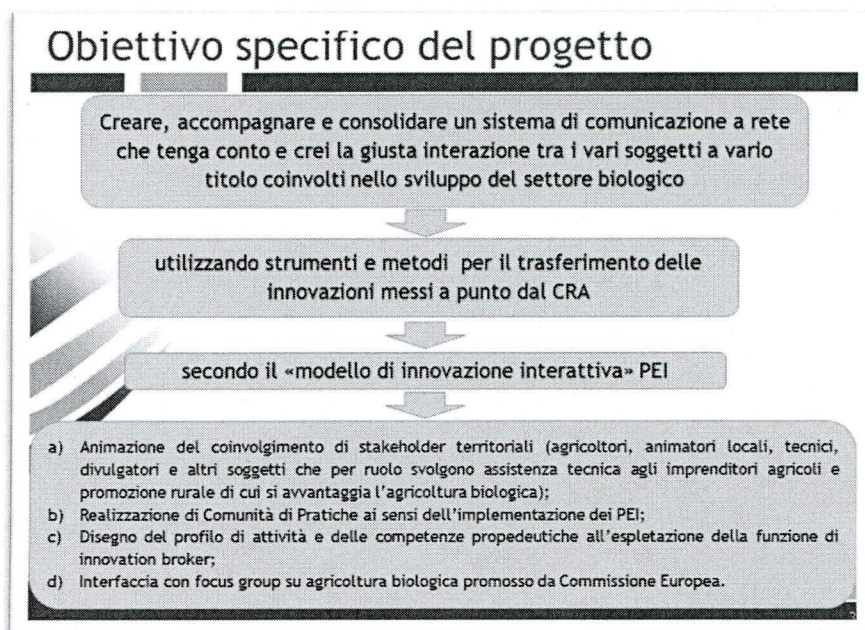 Obiettivo specifico del progetto
Creare, accompagnare e consolidare un sistema di comunicazione a rete
che tenga conto e crei la giusta interazione tra i vari soggetti a vario
titolo coinvolti nello sviluppo del settore biologico
utilizzando strumenti e metodi per il trasferimento delle
innovazioni messi a punto dal CRA
secondo il «modello di innovazione interattiva» PEI
a) Animazione del coinvolgimento di stakeholder territoriali (agricoltori, animatori locali, tecnici,
divulgatori e altri soggetti che per ruolo svolgono assistenza tecnica agli imprenditori agricoli e
promozione rurale di cui si avvantaggia l'agricoltura biologica);
b) Realizzazione di Comunità di Pratiche ai sensi dell'implementazione dei PEI;
c) Disegno del profilo di attività e delle competenze propedeutiche all'espletazione della funzione di
innovation broker;
d) Interfaccia con focus group su agricoltura biologica promosso da Commissione Europea.